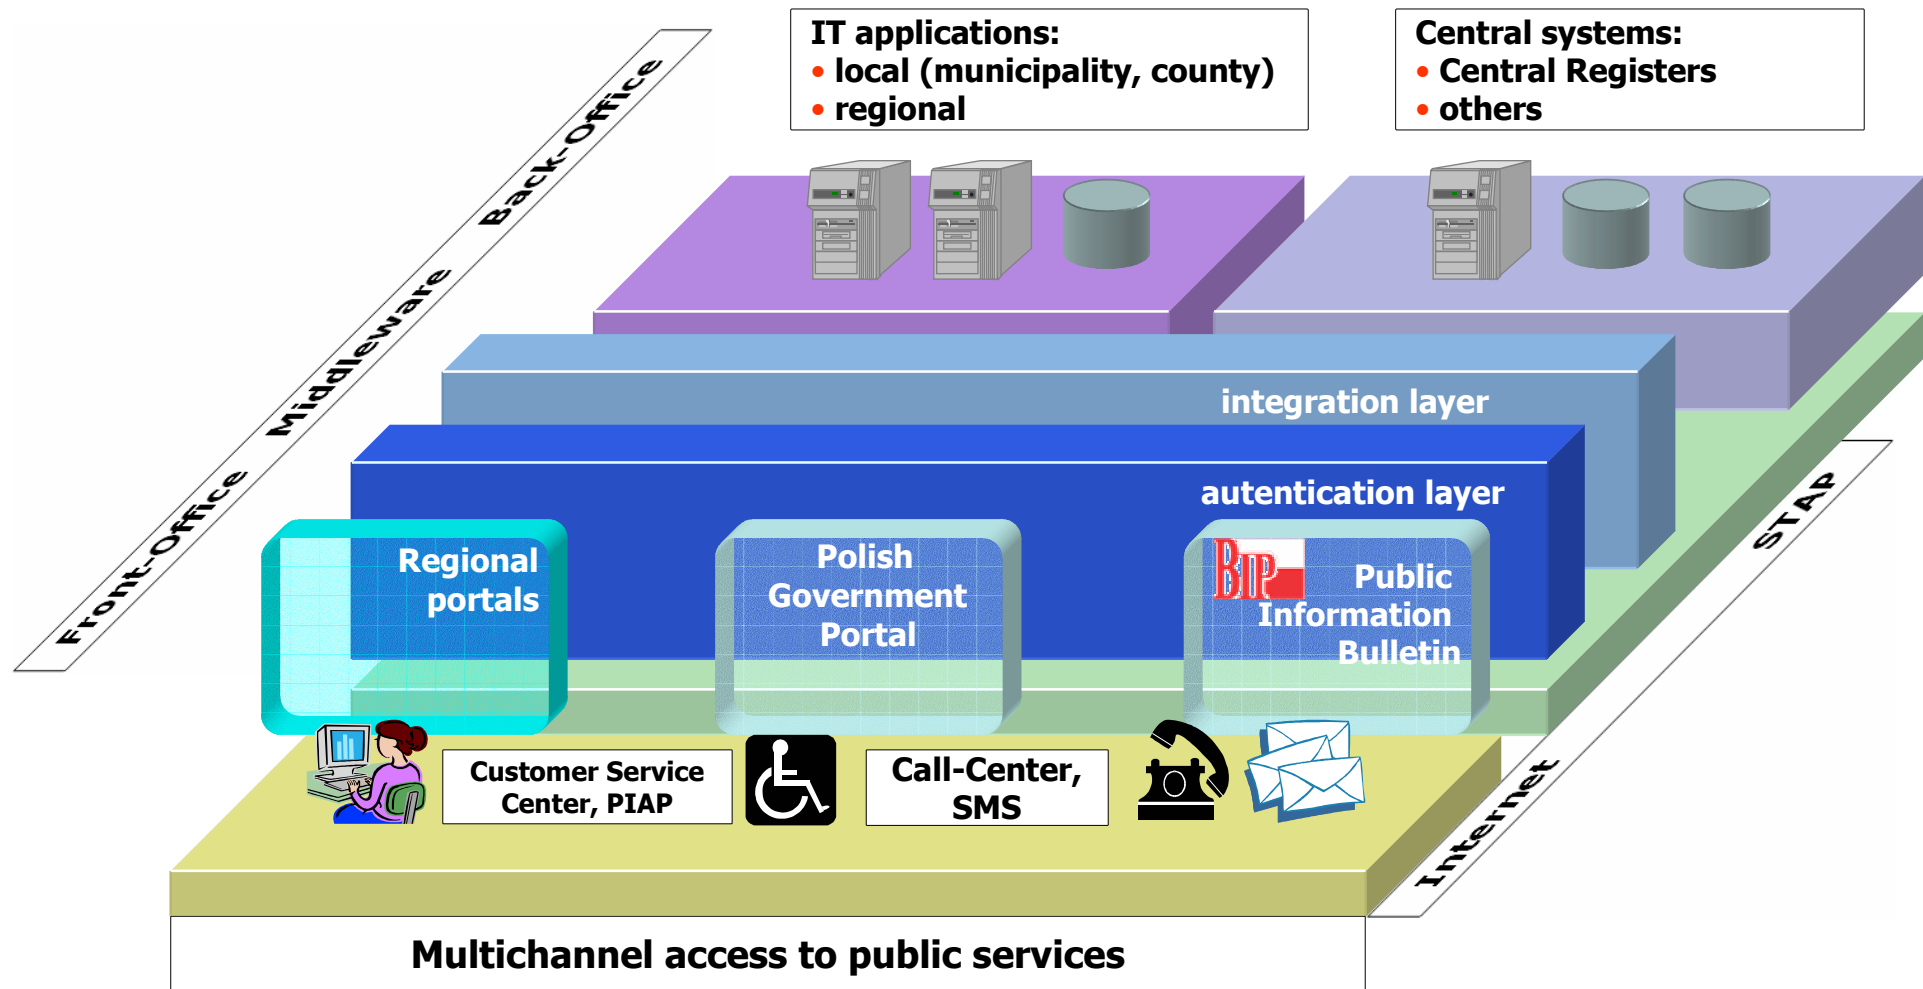 IT applications:
• local (municipality, county)
• regional
Central systems:
• Central Registers
• others
Back-Office
Middleware
Front-Office
integration layer
autentication layer
Regional
portals
Polish
Government
Portal
BIP
Public
Information
Bulletin
STAP
Internet
Customer Service
Center, PIAP
Call-Center,
SMS
Multichannel access to public services